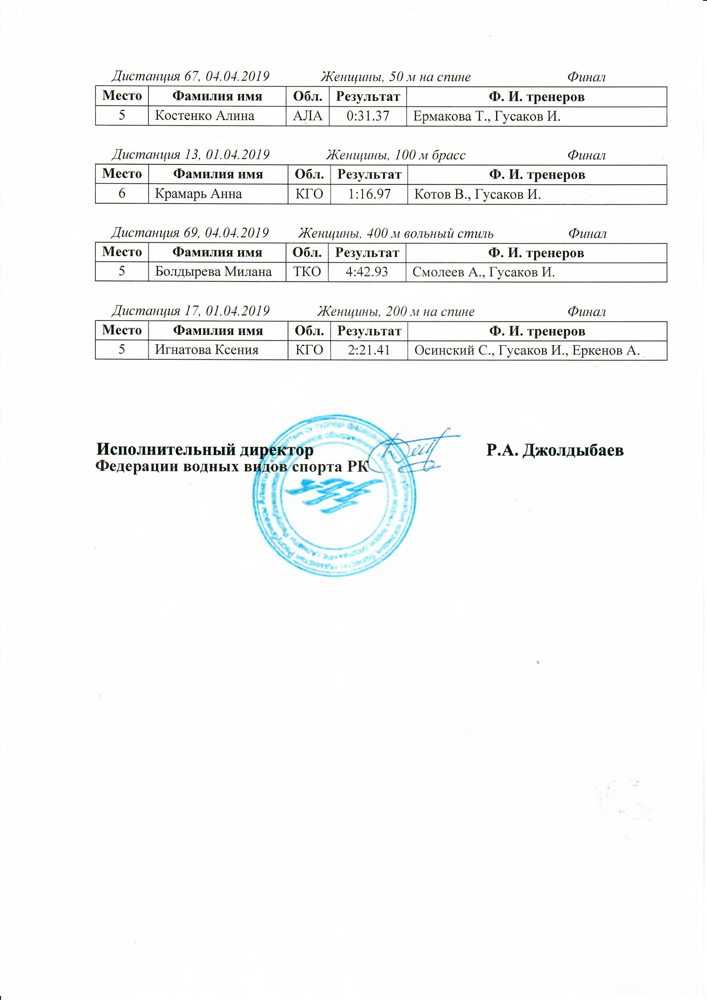 Дистанция 67, 04.04.2019 Женщины, 50 м на спине Финал
Место Фамилия имя Обл. Результат Ф. И. тренеров
5 Костенко Алина АЛА 0:31.37 Ермакова Т., Гусаков И.
Дистанция 13, 01.04.2019 Женщины, 100 м брасс Финал
Место Фамилия имя Обл. Результат Ф. И. тренеров
6 Крамарь Анна КГО 1:16.97 Котов В., Гусаков И.
Дистанция 69, 04.04.2019 Женщины, 400 м вольный стиль Финал
Место Фамилия имя Обл. Результат Ф. И. тренеров
5 Болдырева Милана ТКО 4:42.93 Смолеев А., Гусаков И.
Дистанция 17, 01.04.2019 Женщины, 200 м на спине Финал
Место Фамилия имя Обл. Результат Ф. И. тренеров
5 Игнатова Ксения КГО 2:21.41 Осинский С., Гусаков И., Еркенов А.
Исполнительный директор Р.А. Джолдыбаев
Федерации водных видов спорта РК